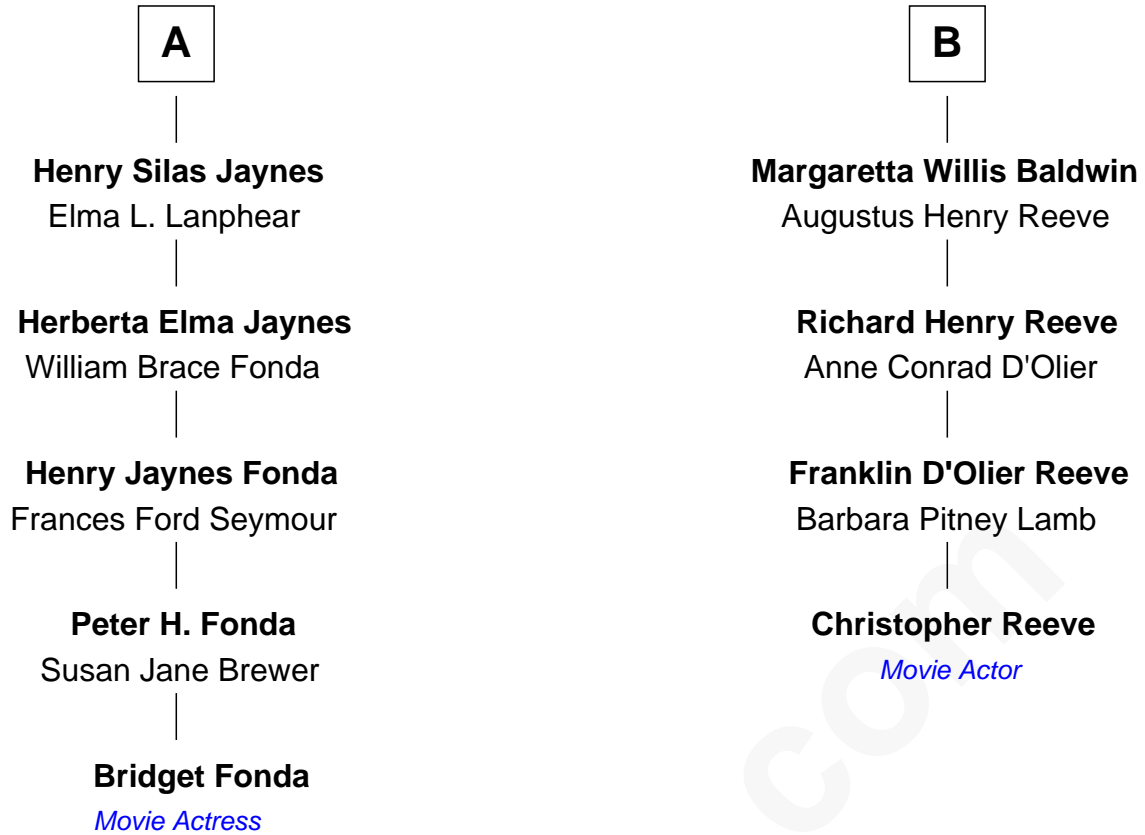 A
Henry Silas Jaynes
Elma L. Lanphear
Herberta Elma Jaynes
William Brace Fonda
Henry Jaynes Fonda
Frances Ford Seymour
Peter H. Fonda
Susan Jane Brewer
Bridget Fonda
Movie Actress
B
Margaretta Willis Baldwin
Augustus Henry Reeve
Richard Henry Reeve
Anne Conrad D'Olier
Franklin D'Olier Reeve
Barbara Pitney Lamb
Christopher Reeve
Movie Actor
com